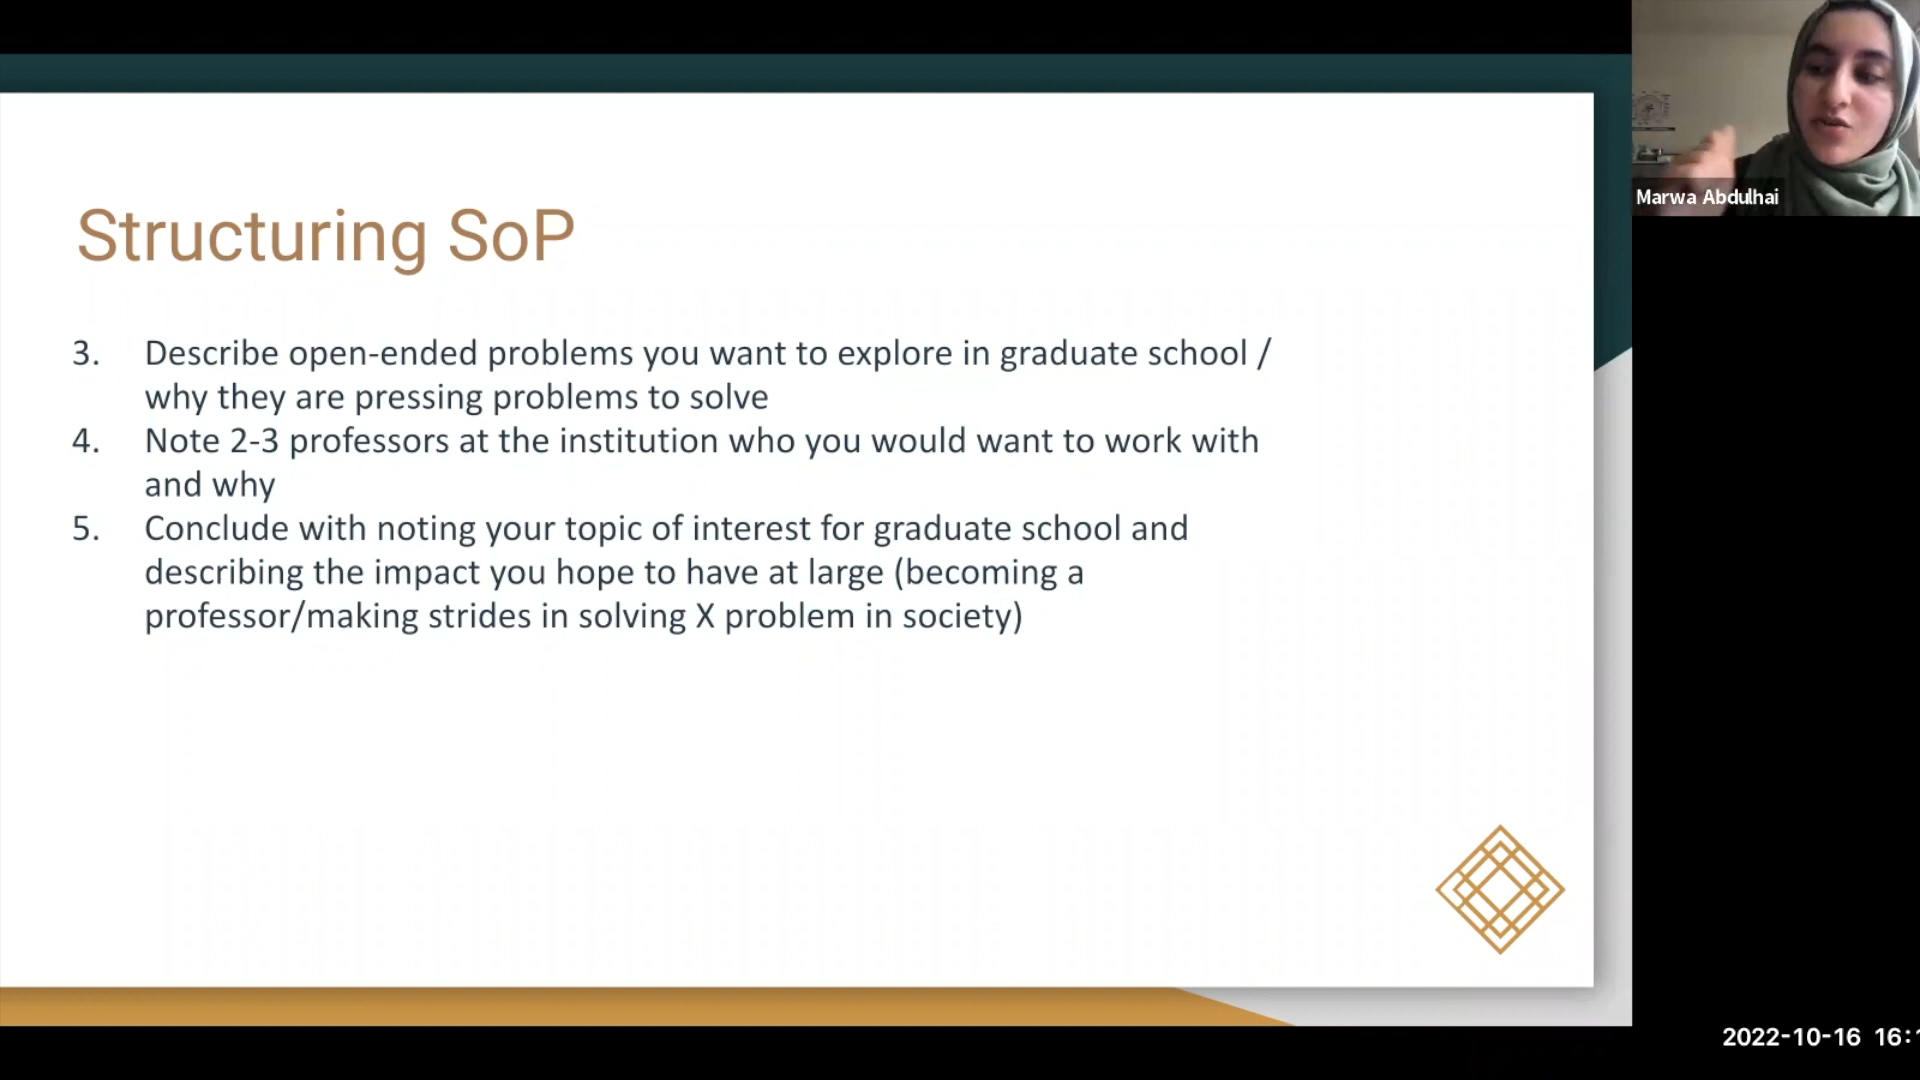 Structuring SoP
3. Describe open-ended problems you want to explore in graduate school /
why they are pressing problems to solve
4. Note 2-3 professors at the institution who you would want to work with
and why
5. Conclude with noting your topic of interest for graduate school and
describing the impact you hope to have at large (becoming a
professor/making strides in solving X problem in society)
Marwa Abdulhai
2022-10-16 16: